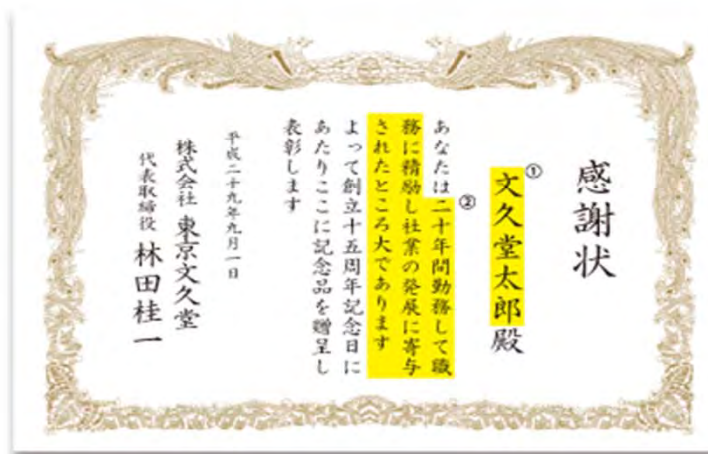 感謝状
①
文久堂太郎殿
②
あなたは二十年間勤務して職
務に精励し社業の発展に寄与
されたところ大であります
よって創立十五周年記念日に
あたりここに記念品を贈呈し
表彰します
平成二十九年九月一日
株式会社 東京文久堂
代表取締役 林田桂一